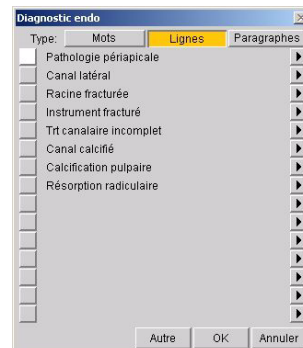 Diagnostic endo
Type: Mots Lignes Paragraphes
Pathologie périapicale
Canal latéral
Racine fracturée
Instrument fracturé
Trt canalaire incomplet
Canal calcifié
Calcification pulpaire
Résorption radiculaire
Autre OK Annuler